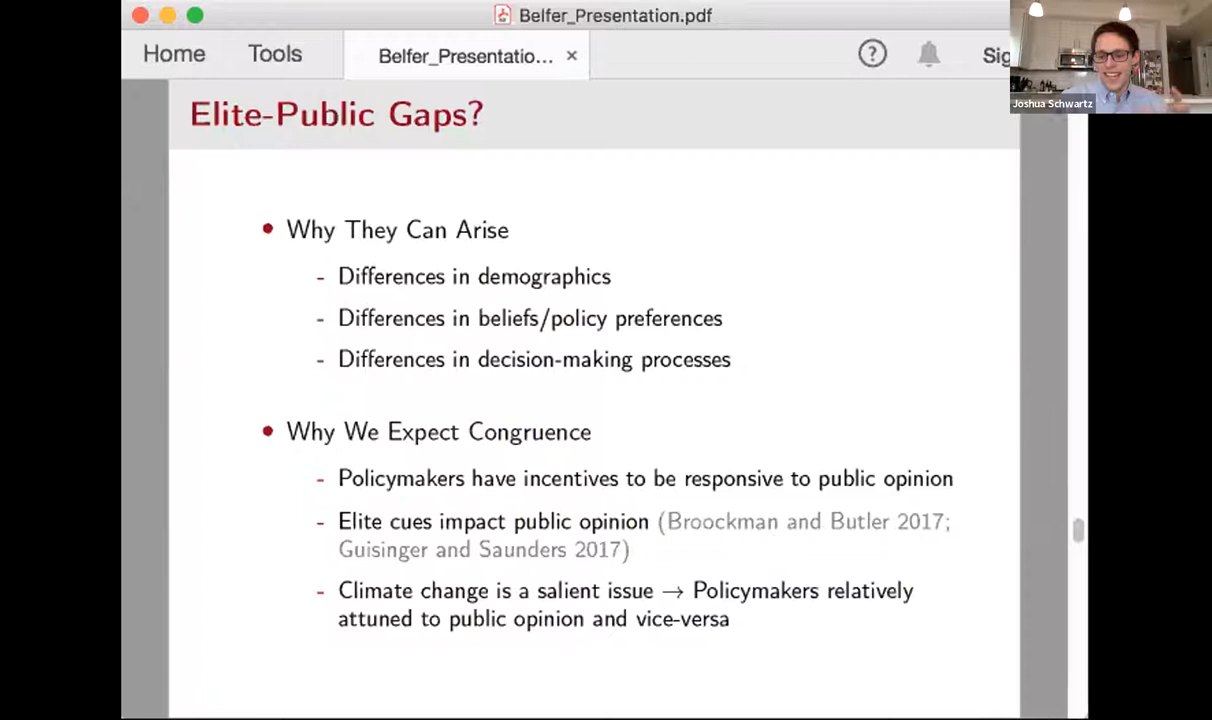 Belfer_Presentation.pdf
Home
Tools
Belfer_Presentatio... ×
?
Joshua Schwartz
Elite-Public Gaps?
• Why They Can Arise
- Differences in demographics
- Differences in beliefs/policy preferences
- Differences in decision-making processes
• Why We Expect Congruence
- Policymakers have incentives to be responsive to public opinion
- Elite cues impact public opinion (Broockman and Butler 2017;
Guisinger and Saunders 2017)
- Climate change is a salient issue → Policymakers relatively
attuned to public opinion and vice-versa